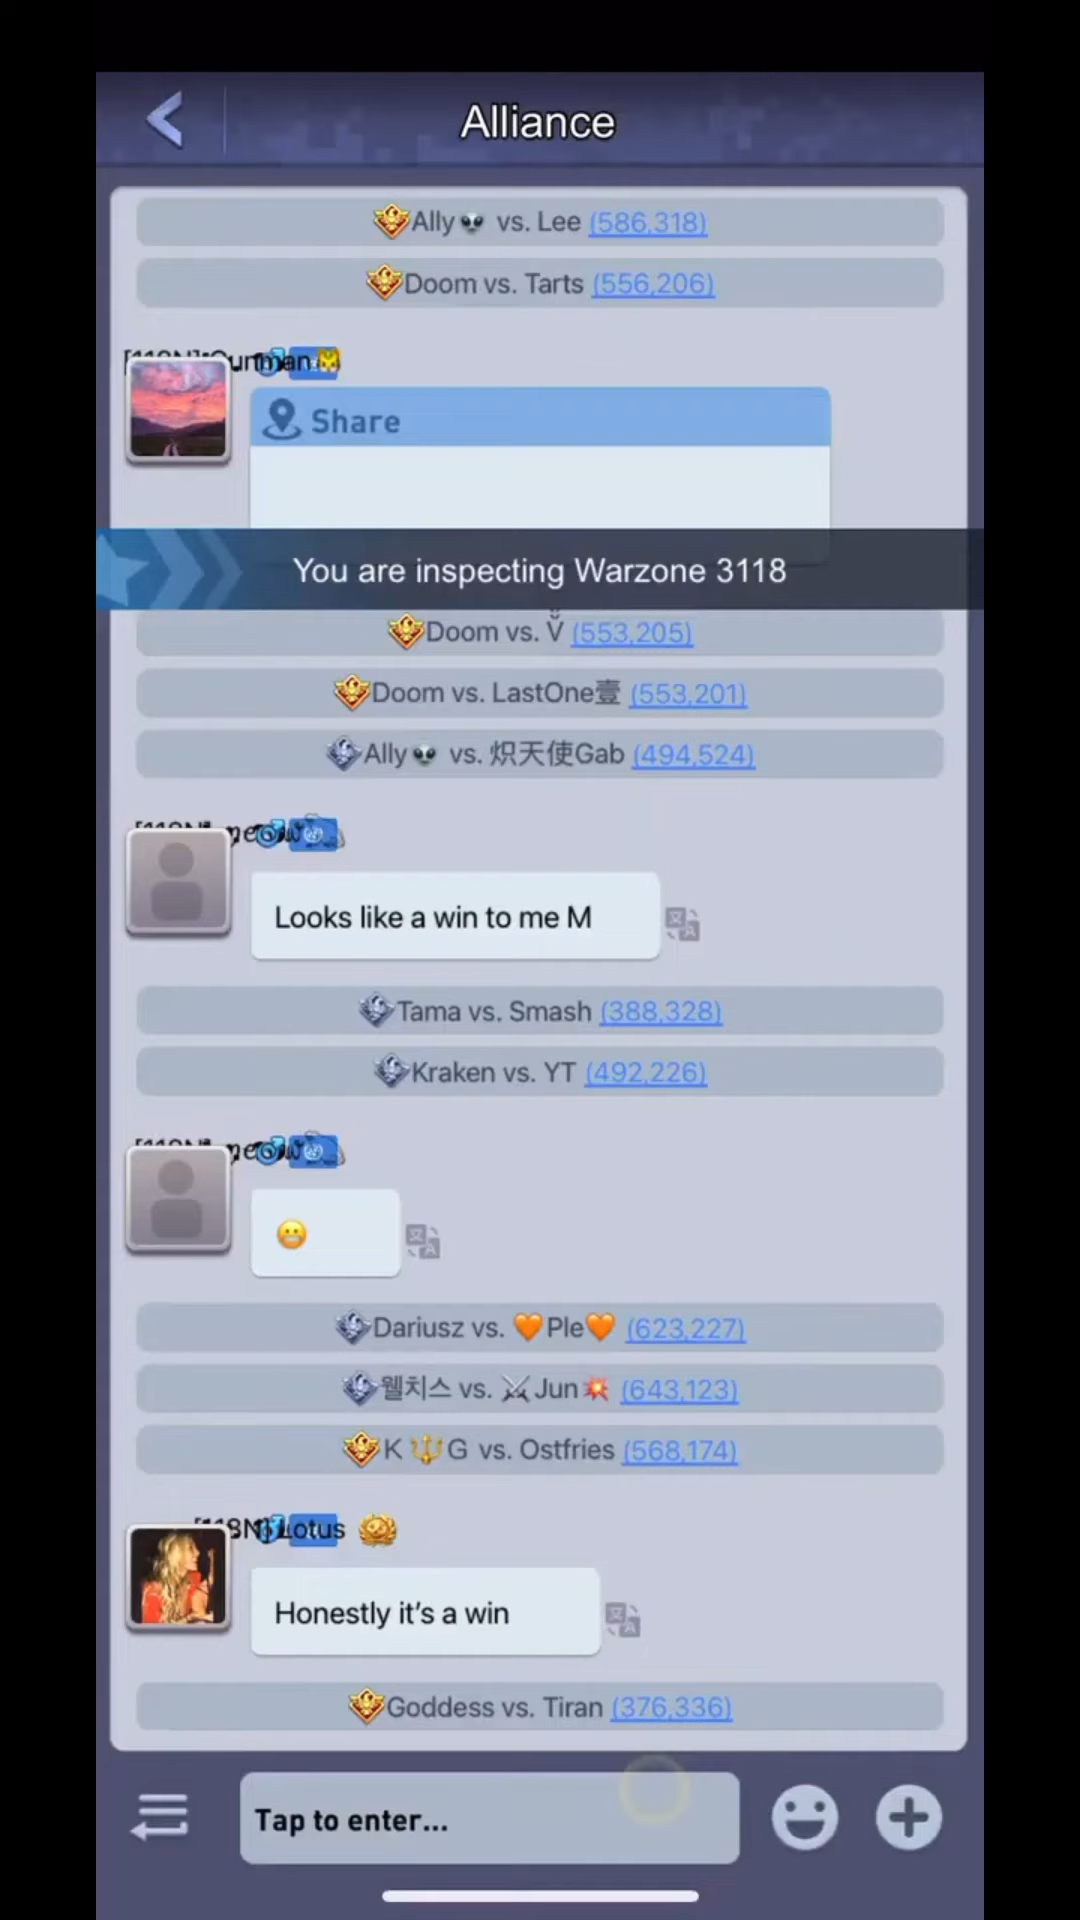 Alliance
Ally👽 vs. Lee (586,318)
Doom vs. Tarts (556,206)
Gunman🐯
Share
You are inspecting Warzone 3118
Doom vs. V̆ (553,205)
Doom vs. LastOne壹 (553,201)
Ally👽 vs. 炽天使Gab (494,524)
meow
Looks like a win to me M
Tama vs. Smash (388,328)
Kraken vs. YT (492,226)
meow
😬
Dariusz vs. 🧡Ple🧡 (623,227)
웰치스 vs. ⚔Jun💥 (643,123)
K🔱G vs. Ostfries (568,174)
[118N] Lotus
Honestly it's a win
Goddess vs. Tiran (376,336)
Tap to enter...